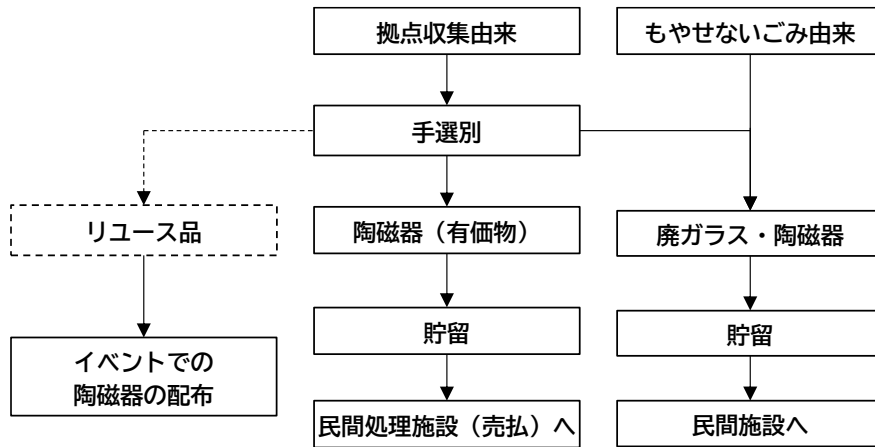 拠点収集由来
もやせないごみ由来
手選別
リユース品
陶磁器（有価物）
廃ガラス・陶磁器
貯留
貯留
イベントでの
陶磁器の配布
民間処理施設（売払）へ
民間施設へ